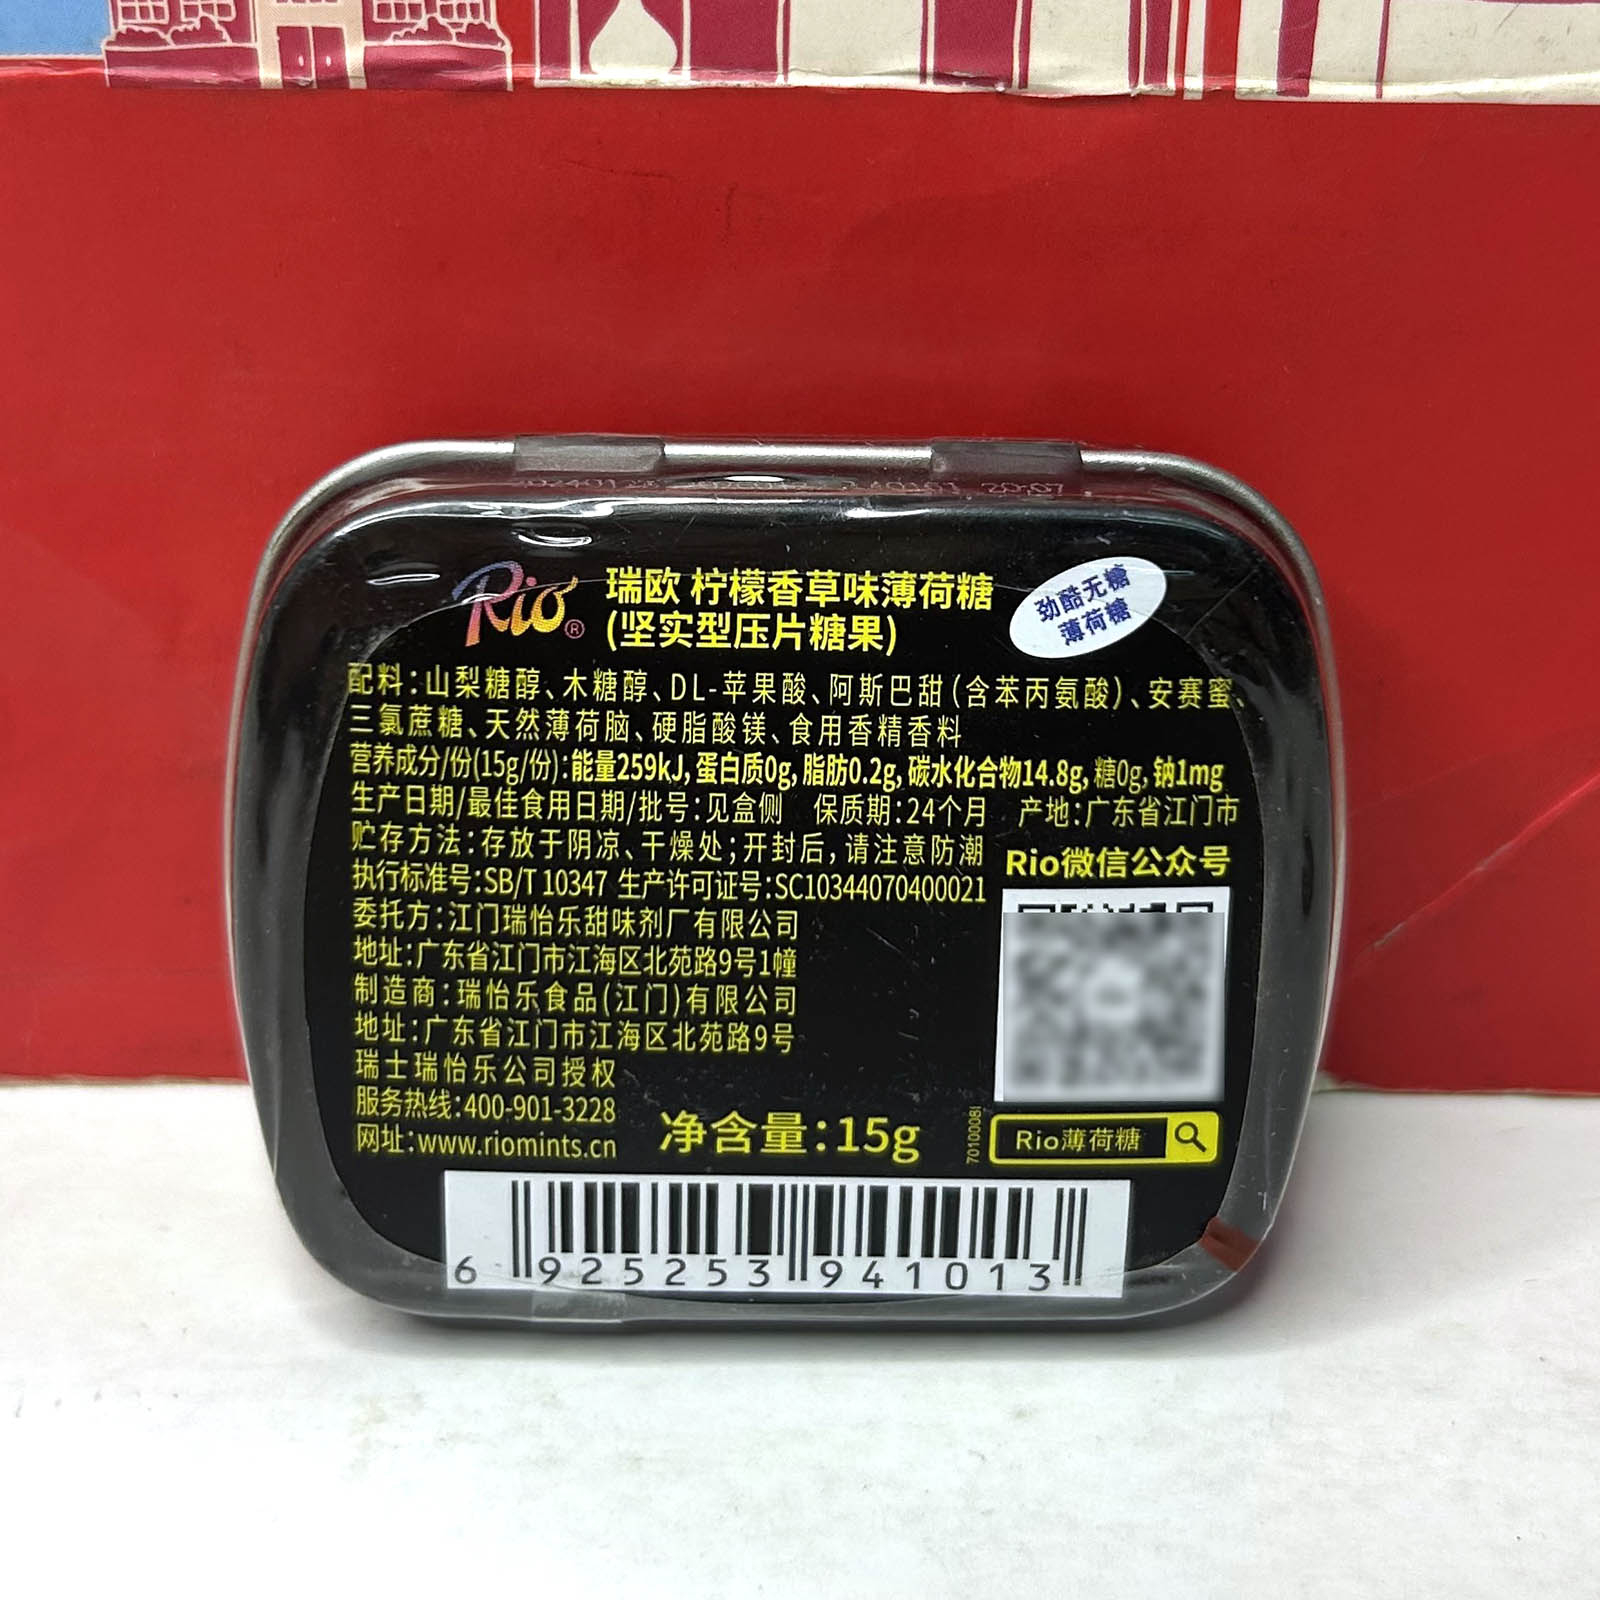 Rio®
瑞欧 柠檬香草味薄荷糖
(坚实型压片糖果)
劲酷无糖
薄荷糖
配料:山梨糖醇、木糖醇、DL-苹果酸、阿斯巴甜(含苯丙氨酸)、安赛蜜、
三氯蔗糖、天然薄荷脑、硬脂酸镁、食用香精香料
营养成分/份(15g/份):能量259kJ, 蛋白质0g, 脂肪0.2g, 碳水化合物14.8g, 糖0g, 钠1mg
生产日期/最佳食用日期/批号:见盒侧 保质期:24个月 产地:广东省江门市
贮存方法:存放于阴凉、干燥处;开封后,请注意防潮
执行标准号:SB/T 10347 生产许可证号:SC10344070400021
委托方:江门瑞怡乐甜味剂厂有限公司
地址:广东省江门市江海区北苑路9号1幢
制造商:瑞怡乐食品(江门)有限公司
地址:广东省江门市江海区北苑路9号
瑞士瑞怡乐公司授权
服务热线:400-901-3228
网址:www.riomints.cn
净含量:15g
Rio微信公众号
Rio薄荷糖
6 925253 941013